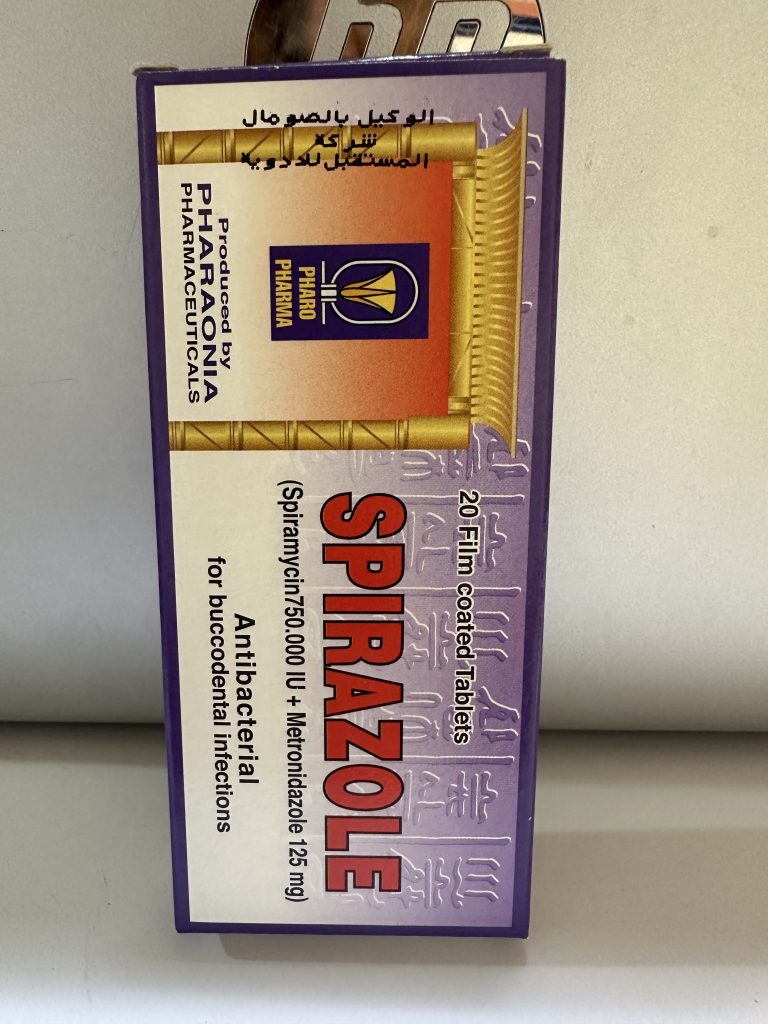 الوكيل بالصومال
شركة
المستقبل للادوية
PHARO
PHARMA
Produced by
PHARAONIA
PHARMACEUTICALS
20 Film coated Tablets
SPIRAZOLE
(Spiramycin750.000 IU + Metronidazole 125 mg)
Antibacterial
for buccodental infections